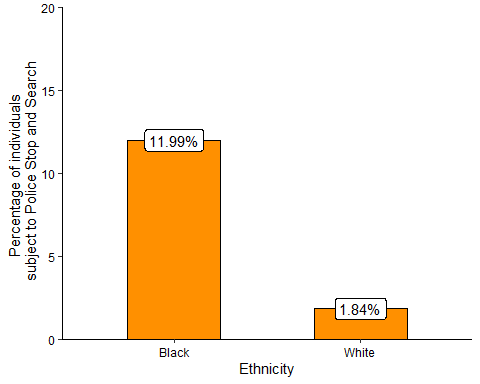 Percentage of individuals
subject to Police Stop and Search
20
15
10
5
0
11.99%
1.84%
Black
White
Ethnicity